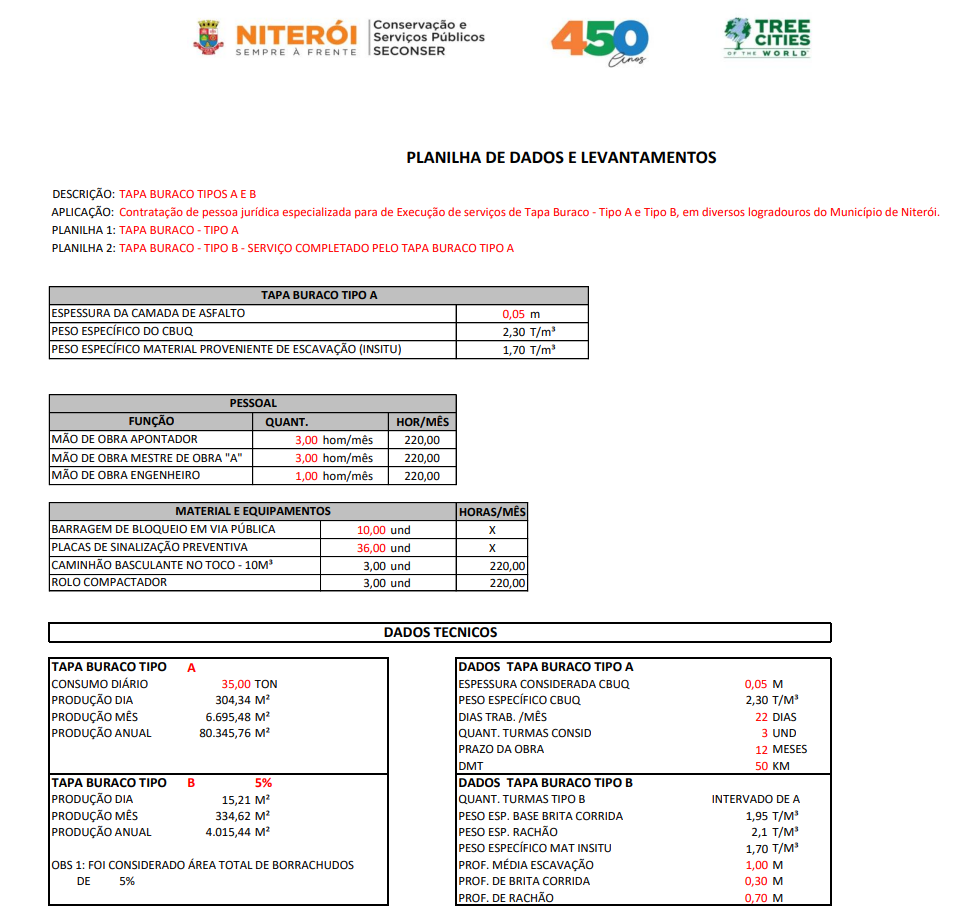 NITERÓI
SEMPRE À FRENTE
Conservação e
Serviços Públicos
SECONSER
450
Anos
TREE
CITIES
OF THE WORLD
PLANILHA DE DADOS E LEVANTAMENTOS
DESCRIÇÃO: TAPA BURACO TIPOS A E B
APLICAÇÃO: Contratação de pessoa jurídica especializada para de Execução de serviços de Tapa Buraco - Tipo A e Tipo B, em diversos logradouros do Município de Niterói.
PLANILHA 1: TAPA BURACO - TIPO A
PLANILHA 2: TAPA BURACO - TIPO B - SERVIÇO COMPLETADO PELO TAPA BURACO TIPO A
TAPA BURACO TIPO A
ESPESSURA DA CAMADA DE ASFALTO 0,05 m
PESO ESPECÍFICO DO CBUQ 2,30 T/m³
PESO ESPECÍFICO MATERIAL PROVENIENTE DE ESCAVAÇÃO (INSITU) 1,70 T/m³
PESSOAL
FUNÇÃO QUANT. HOR/MÊS
MÃO DE OBRA APONTADOR 3,00 hom/mês 220,00
MÃO DE OBRA MESTRE DE OBRA "A" 3,00 hom/mês 220,00
MÃO DE OBRA ENGENHEIRO 1,00 hom/mês 220,00
MATERIAL E EQUIPAMENTOS HORAS/MÊS
BARRAGEM DE BLOQUEIO EM VIA PÚBLICA 10,00 und X
PLACAS DE SINALIZAÇÃO PREVENTIVA 36,00 und X
CAMINHÃO BASCULANTE NO TOCO - 10M³ 3,00 und 220,00
ROLO COMPACTADOR 3,00 und 220,00
DADOS TECNICOS
TAPA BURACO TIPO A
CONSUMO DIÁRIO 35,00 TON
PRODUÇÃO DIA 304,34 M²
PRODUÇÃO MÊS 6.695,48 M²
PRODUÇÃO ANUAL 80.345,76 M²
TAPA BURACO TIPO B 5%
PRODUÇÃO DIA 15,21 M²
PRODUÇÃO MÊS 334,62 M²
PRODUÇÃO ANUAL 4.015,44 M²
OBS 1: FOI CONSIDERADO ÁREA TOTAL DE BORRACHUDOS
DE 5%
DADOS TAPA BURACO TIPO A
ESPESSURA CONSIDERADA CBUQ 0,05 M
PESO ESPECÍFICO CBUQ 2,30 T/M³
DIAS TRAB. /MÊS 22 DIAS
QUANT. TURMAS CONSID 3 UND
PRAZO DA OBRA 12 MESES
DMT 50 KM
DADOS TAPA BURACO TIPO B
QUANT. TURMAS TIPO B INTERVADO DE A
PESO ESP. BASE BRITA CORRIDA 1,95 T/M³
PESO ESP. RACHÃO 2,1 T/M³
PESO ESPECÍFICO MAT INSITU 1,70 T/M³
PROF. MÉDIA ESCAVAÇÃO 1,00 M
PROF. DE BRITA CORRIDA 0,30 M
PROF. DE RACHÃO 0,70 M